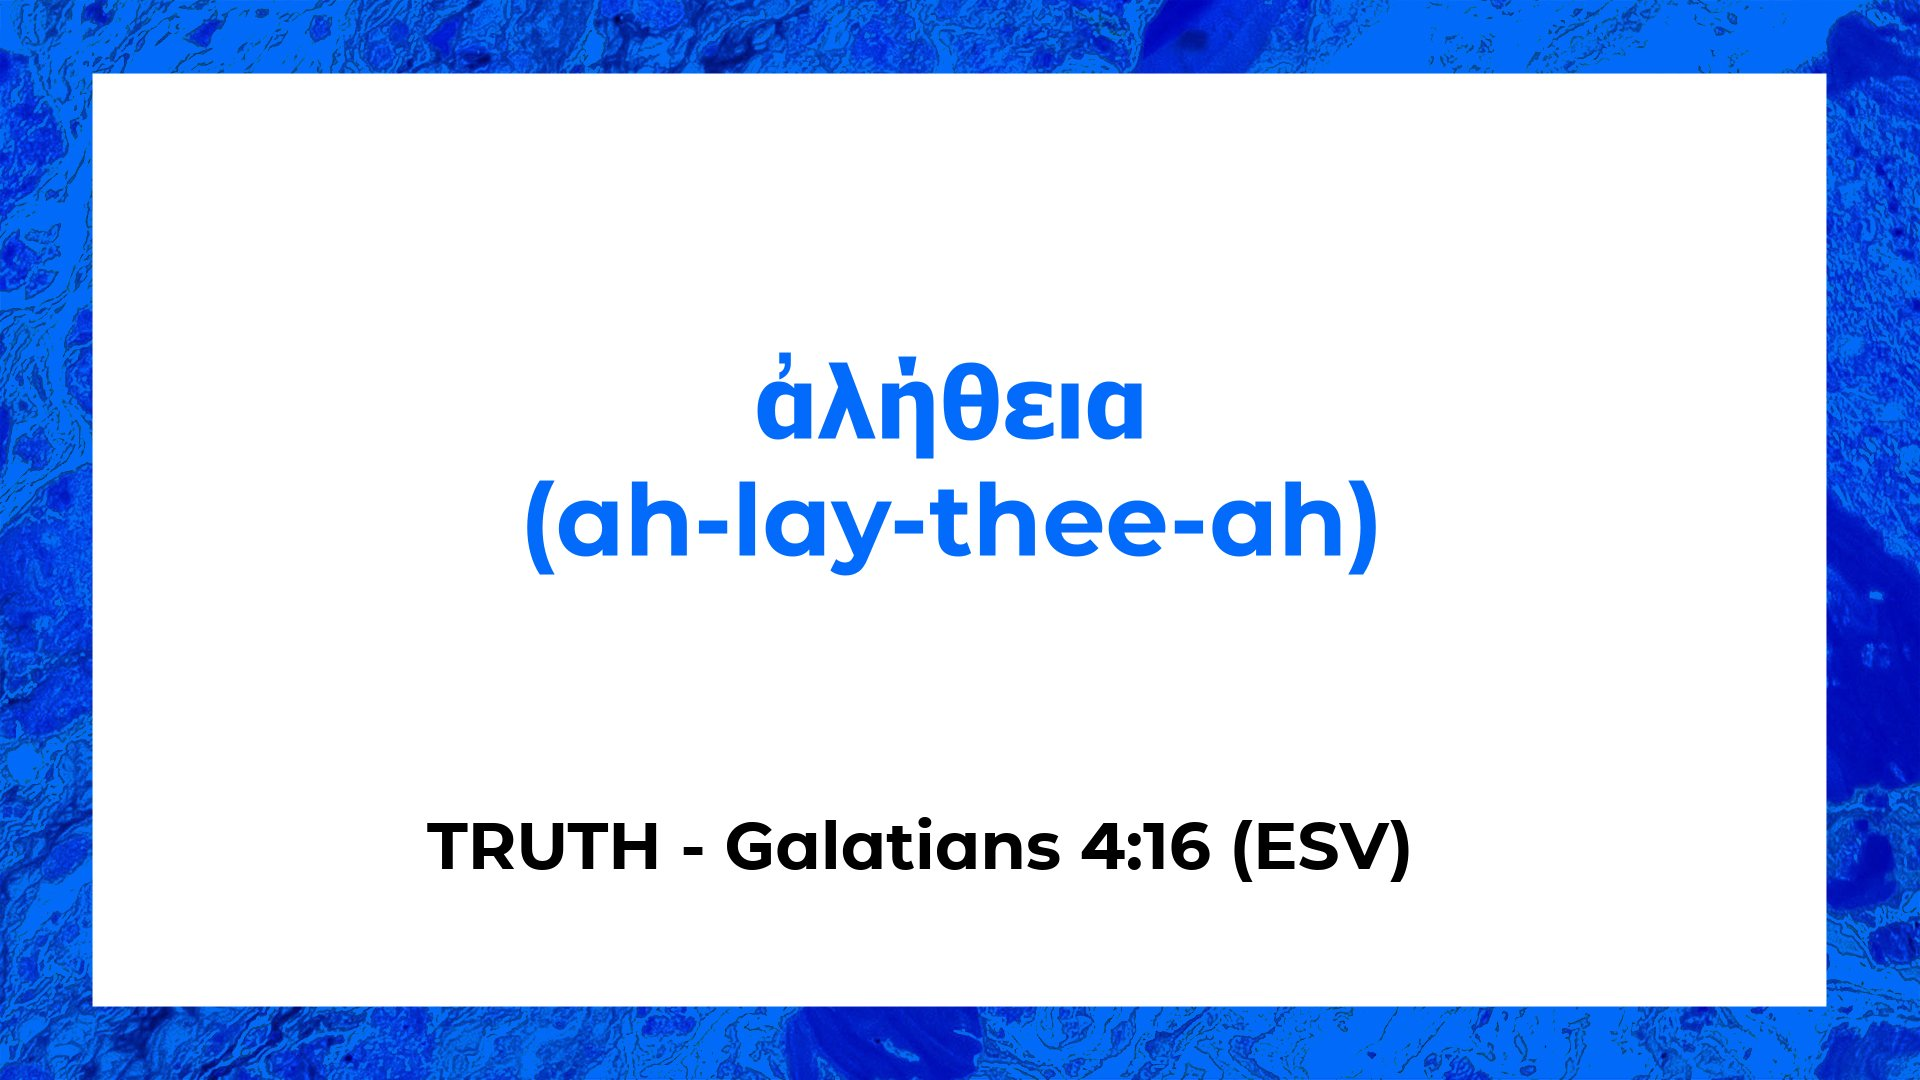 ἀλήθεια
(ah-lay-thee-ah)
TRUTH - Galatians 4:16 (ESV)